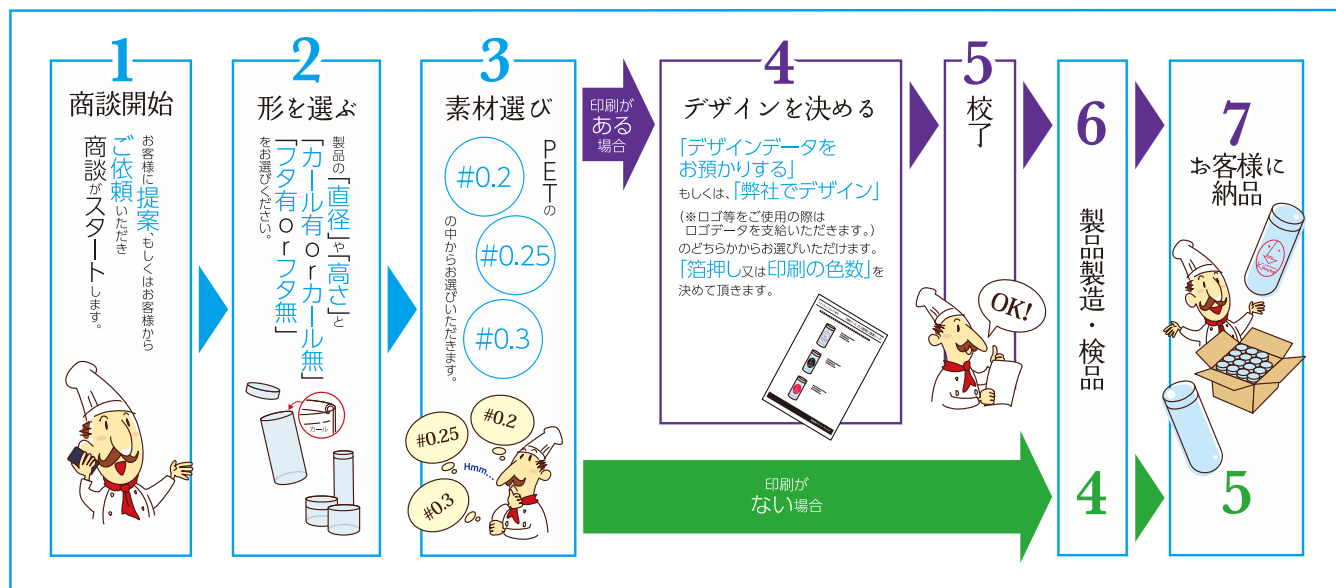 1
商談開始
お客様に提案、もしくはお客様から
ご依頼いただき
商談がスタートします。
2
形を選ぶ
製品の「直径」や「高さ」と
「カール有orカール無」
「フタ有orフタ無」
をお選びください。
カール
3
素材選び
PETの
#0.2
#0.25
#0.3
の中からお選びいただきます。
#0.2
#0.25
Hmm...
#0.3
印刷が
ある
場合
4
デザインを決める
「デザインデータを
お預かりする」
もしくは、「弊社でデザイン」
(※ロゴ等をご使用の際は
ロゴデータを支給いただきます。)
のどちらかからお選びいただけます。
「箔押し又は印刷の色数」を
決めて頂きます。
5
校了
OK!
印刷が
ない場合
6
製品製造・検品
4
7
お客様に
納品
5